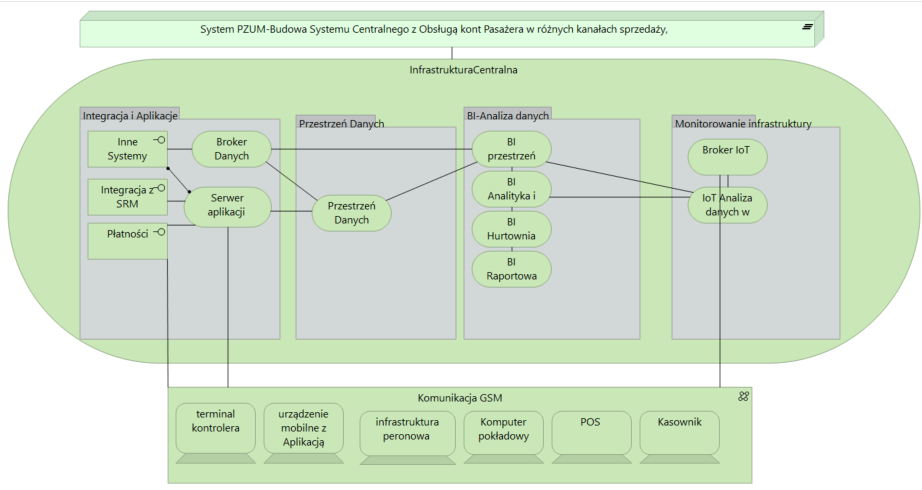 System PZUM-Budowa Systemu Centralnego z Obsługą kont Pasażera w różnych kanałach sprzedaży,
InfrastrukturaCentralna
Integracja i Aplikacje
Inne
Systemy
Integracja z
SRM
Płatności
Broker
Danych
Serwer
aplikacji
Przestrzeń Danych
Przestrzeń
Danych
BI-Analiza danych
BI
przestrzeń
BI
Analityka i
BI
Hurtownia
BI
Raportowa
Monitorowanie infrastruktury
Broker IoT
IoT Analiza
danych w
Komunikacja GSM
terminal
kontrolera
urządzenie
mobilne z
Aplikacją
infrastruktura
peronowa
Komputer
pokładowy
POS
Kasownik